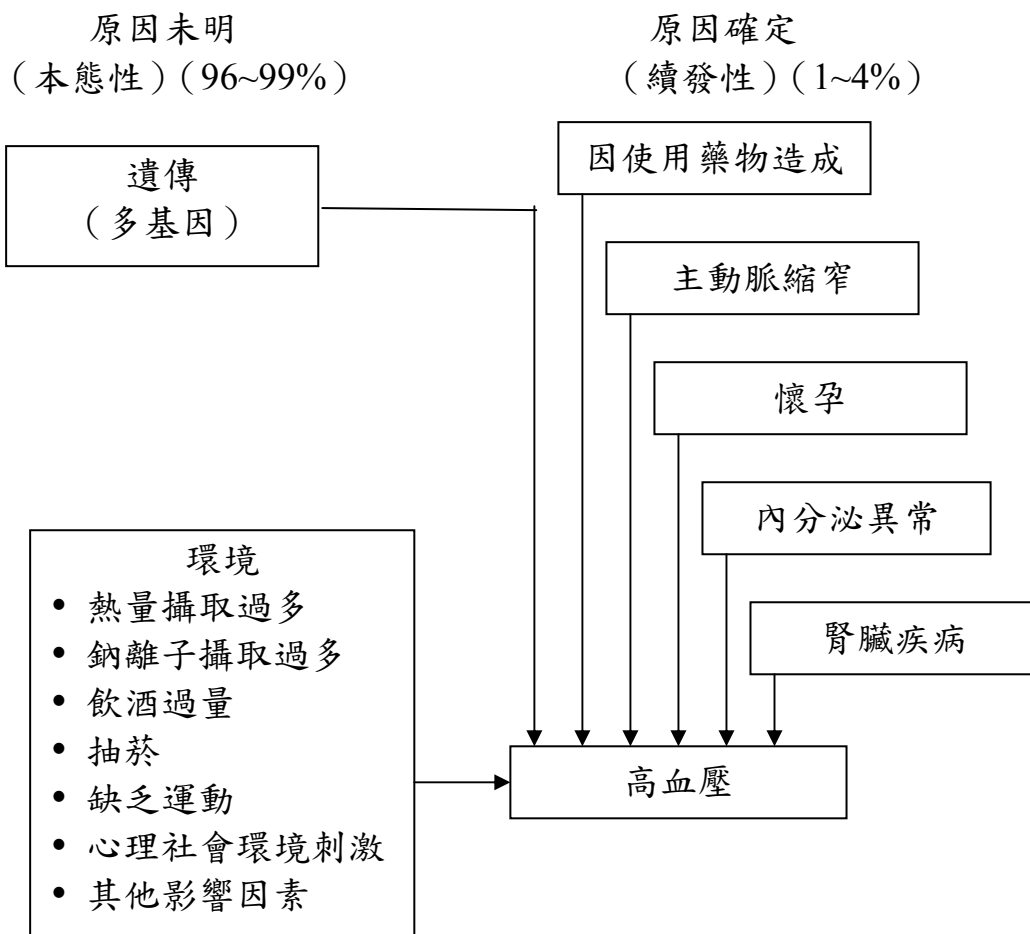 原因未明
（本態性）（96~99%）
遺傳
（多基因）
環境
• 熱量攝取過多
• 鈉離子攝取過多
• 飲酒過量
• 抽菸
• 缺乏運動
• 心理社會環境刺激
• 其他影響因素
原因確定
（續發性）（1~4%）
因使用藥物造成
主動脈縮窄
懷孕
內分泌異常
腎臟疾病
高血壓